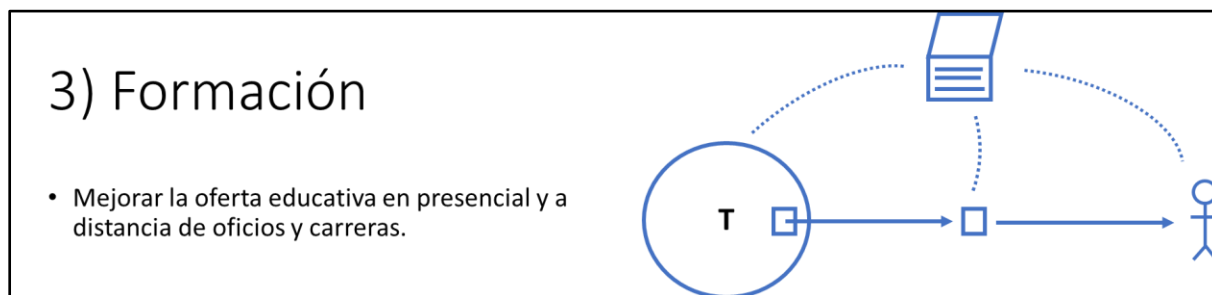 3) Formación
• Mejorar la oferta educativa en presencial y a
distancia de oficios y carreras.
T